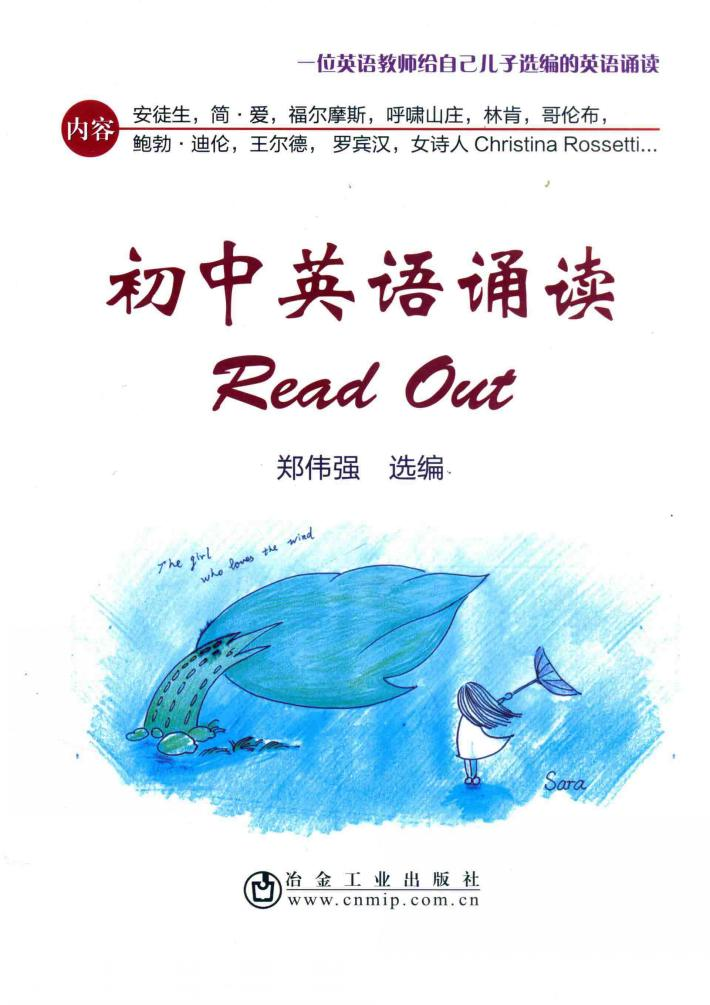 一位英语教师给自己儿子选编的英语诵读
内容
安徒生，简·爱，福尔摩斯，呼啸山庄，林肯，哥伦布，
鲍勃·迪伦，王尔德， 罗宾汉，女诗人 Christina Rossetti...
初中英语诵读
Read Out
郑伟强 选编
The girl
who loves the wind
Sara
冶金工业出版社
www.cnmip.com.cn